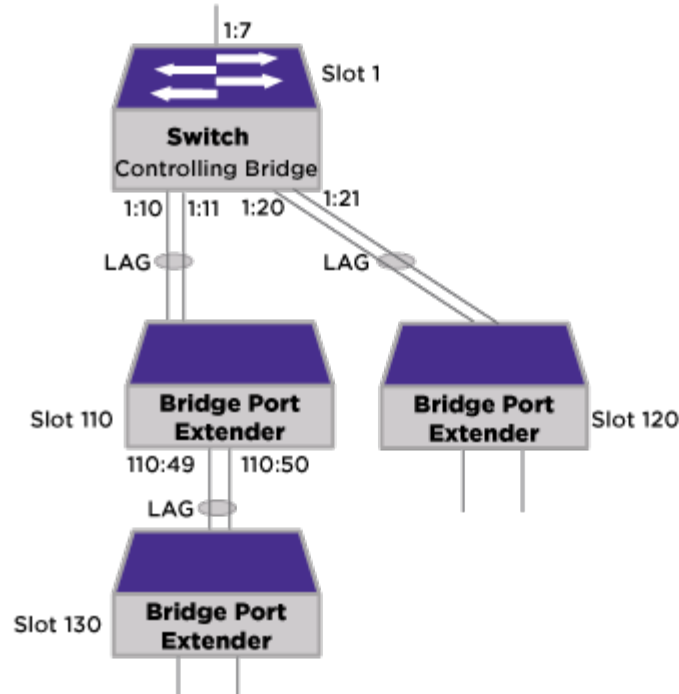 1:7
Slot 1
Switch
Controlling Bridge
1:10
1:11
1:20
1:21
LAG
LAG
Slot 110
Bridge Port
Extender
Bridge Port
Extender
Slot 120
110:49
110:50
LAG
Slot 130
Bridge Port
Extender